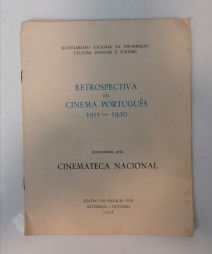 SECRETARIADO NACIONAL DA INFORMAÇÃO,
CULTURA POPULAR E TURISMO
RETROSPECTIVA
DO
CINEMA PORTUGUÊS
1911 — 1930
Apresentada pela
CINEMATECA NACIONAL
TEATRO DO PALÁCIO FOZ
SETEMBRO - OUTUBRO